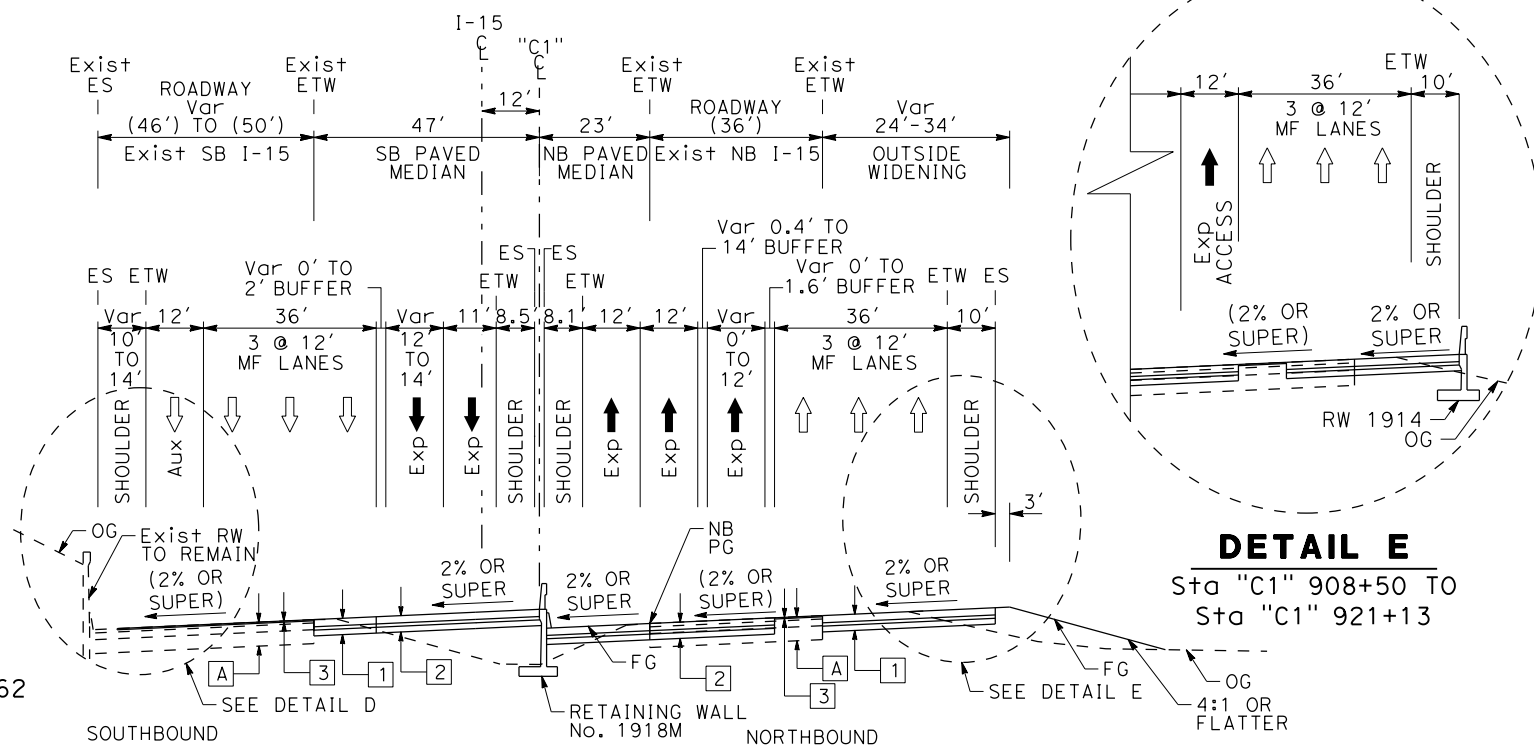 I-15
CL
"C1"
CL
Exist
ES
Exist
ETW
Exist
ETW
Exist
ETW
12'
ROADWAY
Var
(46') TO (50')
47'
23'
ROADWAY
(36')
Var
24'-34'
Exist SB I-15
SB PAVED
MEDIAN
NB PAVED
MEDIAN
Exist NB I-15
OUTSIDE
WIDENING
Var 0.4' TO
14' BUFFER
ES
ES
ES ETW
Var 0' TO
2' BUFFER
ETW
ETW
Var 0' TO
1.6' BUFFER
ETW ES
Var
10'
TO
14'
12'
36'
3 @ 12'
MF LANES
Var
12'
TO
14'
11'
8.5'
8.1'
12'
12'
Var
0'
TO
12'
36'
3 @ 12'
MF LANES
10'
SHOULDER
Aux
Exp
Exp
SHOULDER
SHOULDER
Exp
Exp
Exp
SHOULDER
3'
OG
Exist RW
TO REMAIN
(2% OR
SUPER)
2% OR
SUPER
2% OR
SUPER
NB
PG
(2% OR
SUPER)
2% OR
SUPER
A
3
1
2
FG
2
3
A
1
FG
OG
SEE DETAIL D
SEE DETAIL E
4:1 OR
FLATTER
RETAINING WALL
No. 1918M
62
SOUTHBOUND
NORTHBOUND
ETW
12'
36'
10'
3 @ 12'
MF LANES
Exp
ACCESS
SHOULDER
(2% OR
SUPER)
2% OR
SUPER
RW 1914
OG
DETAIL E
Sta "C1" 908+50 TO
Sta "C1" 921+13